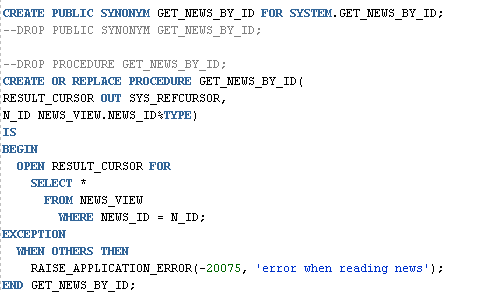 CREATE PUBLIC SYNONYM GET_NEWS_BY_ID FOR SYSTEM.GET_NEWS_BY_ID;
--DROP PUBLIC SYNONYM GET_NEWS_BY_ID;
--DROP PROCEDURE GET_NEWS_BY_ID;
CREATE OR REPLACE PROCEDURE GET_NEWS_BY_ID(
RESULT_CURSOR OUT SYS_REFCURSOR,
N_ID NEWS_VIEW.NEWS_ID%TYPE)
IS
BEGIN
OPEN RESULT_CURSOR FOR
SELECT *
FROM NEWS_VIEW
WHERE NEWS_ID = N_ID;
EXCEPTION
WHEN OTHERS THEN
RAISE_APPLICATION_ERROR(-20075, 'error when reading news');
END GET_NEWS_BY_ID;